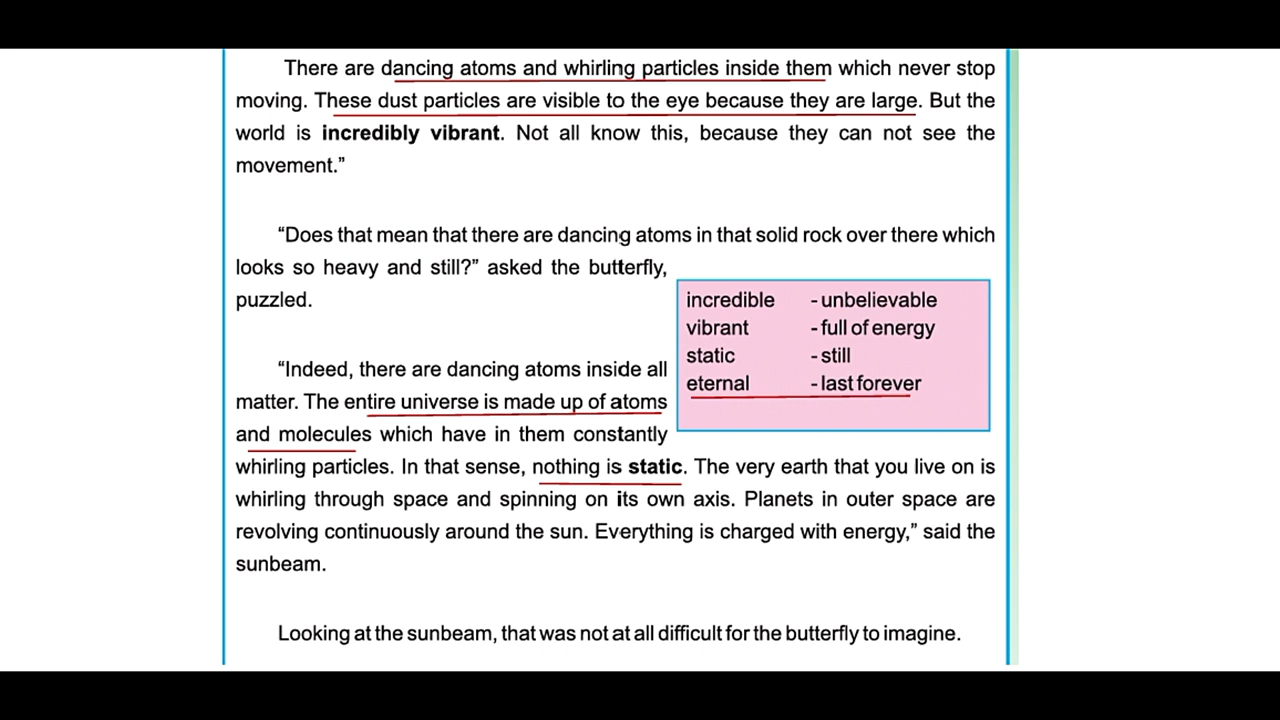 There are dancing atoms and whirling particles inside them which never stop
moving. These dust particles are visible to the eye because they are large. But the
world is incredibly vibrant. Not all know this, because they can not see the
movement.”
“Does that mean that there are dancing atoms in that solid rock over there which
looks so heavy and still?” asked the butterfly,
puzzled.
incredible - unbelievable
vibrant - full of energy
static - still
eternal - last forever
“Indeed, there are dancing atoms inside all
matter. The entire universe is made up of atoms
and molecules which have in them constantly
whirling particles. In that sense, nothing is static. The very earth that you live on is
whirling through space and spinning on its own axis. Planets in outer space are
revolving continuously around the sun. Everything is charged with energy,” said the
sunbeam.
Looking at the sunbeam, that was not at all difficult for the butterfly to imagine.